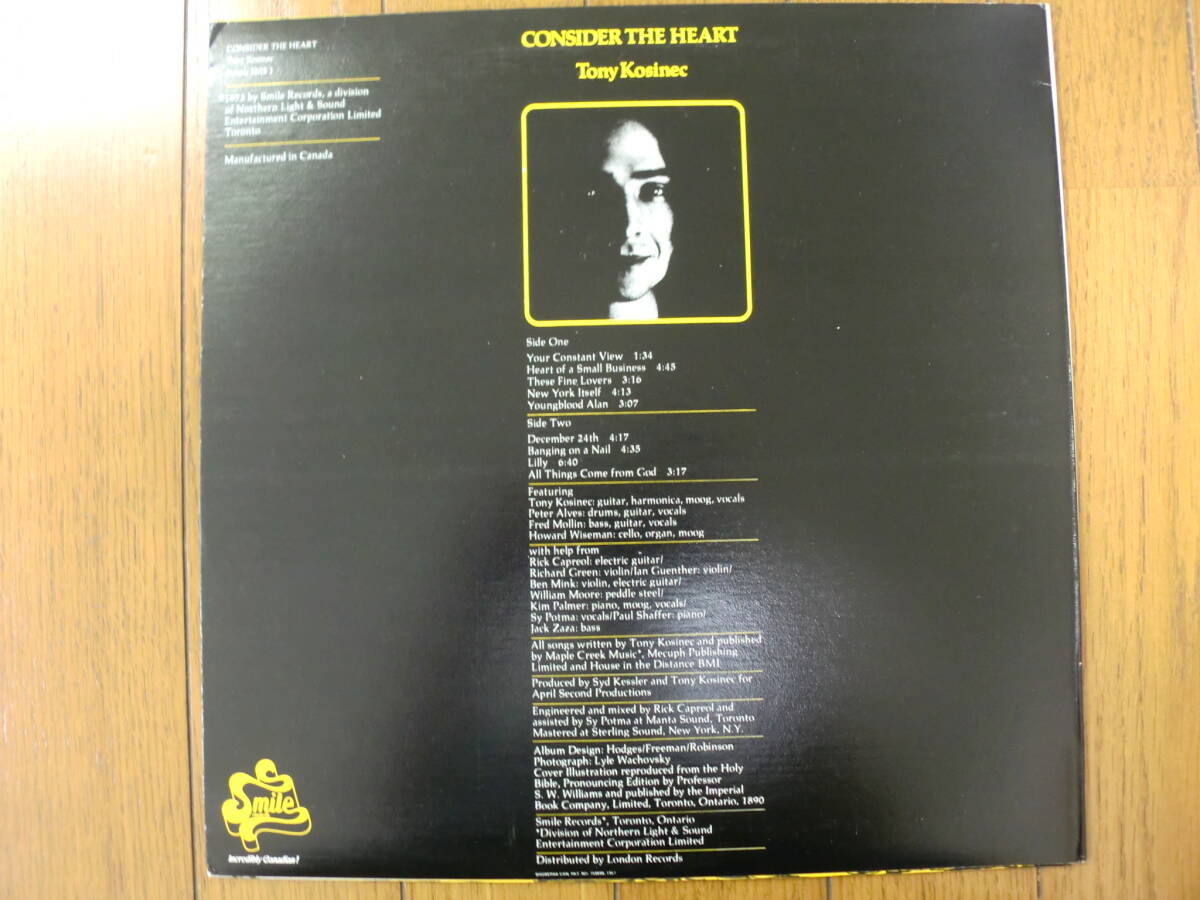 CONSIDER THE HEART
Tony Kosinec
SMS 1
1973 by Smile Records, a division
of Northern Light & Sound
Entertainment Corporation Limited
Toronto
Manufactured in Canada
CONSIDER THE HEART
Tony Kosinec
Side One
Your Constant View 1:34
Heart of a Small Business 4:45
These Fine Lovers 3:16
New York Itself 4:13
Youngblood Alan 3:07
Side Two
December 24th 4:17
Banging on a Nail 4:35
Lilly 6:40
All Things Come from God 3:17
Featuring
Tony Kosinec: guitar, harmonica, moog, vocals
Peter Alves: drums, guitar, vocals
Fred Mollin: bass, guitar, vocals
Howard Wiseman: cello, organ, moog
with help from
Rick Capreol: electric guitar/
Richard Green: violin/Ian Guenther: violin/
Ben Mink: violin, electric guitar/
William Moore: peddle steel/
Kim Palmer: piano, moog, vocals/
Sy Potma: vocals/Paul Shaffer: piano/
Jack Zaza: bass
All songs written by Tony Kosinec and published
by Maple Creek Music*, Mecuph Publishing
Limited and House in the Distance BMI
Produced by Syd Kessler and Tony Kosinec for
April Second Productions
Engineered and mixed by Rick Capreol and
assisted by Sy Potma at Manta Sound, Toronto
Mastered at Sterling Sound, New York, N.Y.
Album Design: Hodges/Freeman/Robinson
Photograph: Lyle Wachovsky
Cover Illustration reproduced from the Holy
Bible, Pronouncing Edition by Professor
S. W. Williams and published by the Imperial
Book Company, Limited, Toronto, Ontario, 1890
Smile Records*, Toronto, Ontario
*Division of Northern Light & Sound
Entertainment Corporation Limited
Distributed by London Records
Smile
Incredibly Canadian!